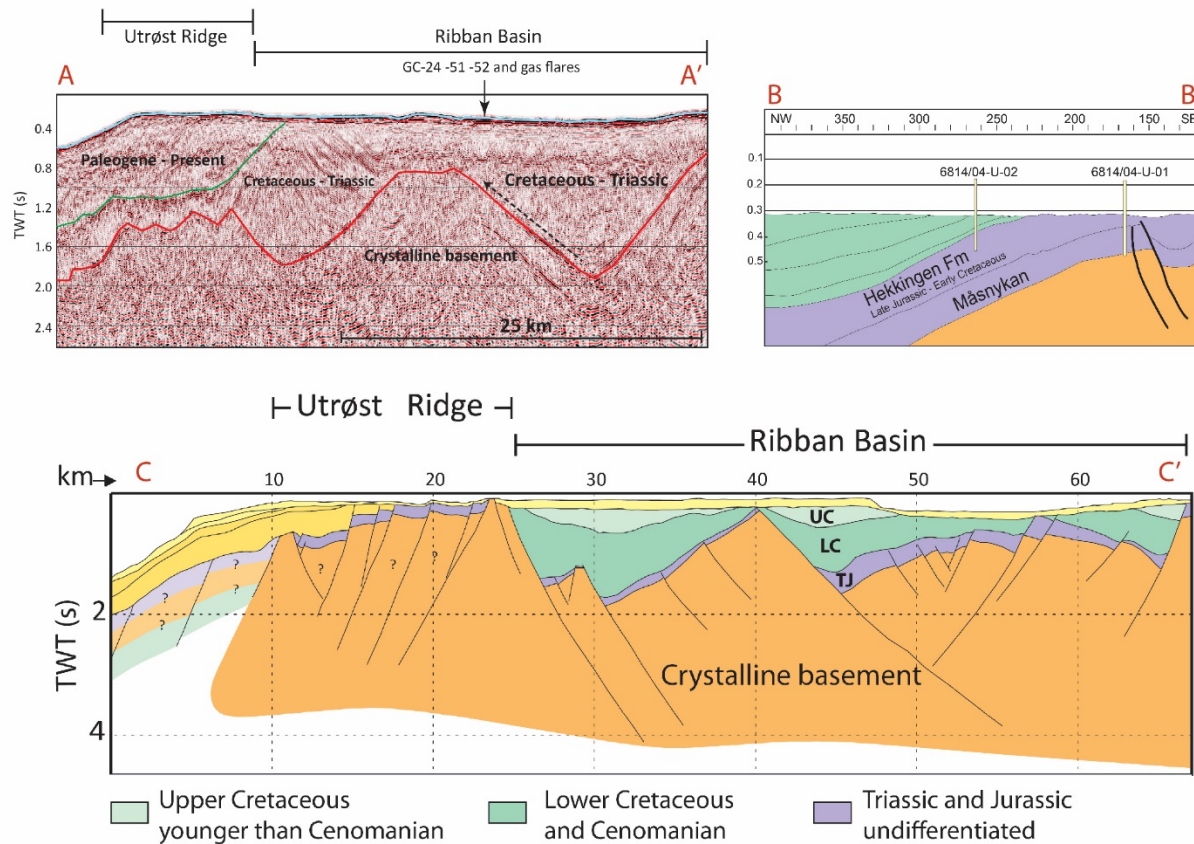 Utrøst Ridge
Ribban Basin
GC-24 -51 -52 and gas flares
A
A'
0.4
0.8
1.2
1.6
2.0
2.4
TWT (s)
Paleogene - Present
Cretaceous - Triassic
Cretaceous - Triassic
Crystalline basement
25 km
B
B'
NW
350
300
250
200
150
SE
0.1
0.2
0.3
0.4
0.5
6814/04-U-02
6814/04-U-01
Hekkingen Fm
Late Jurassic - Early Cretaceous
Måsnykan
Utrøst Ridge
Ribban Basin
km
C
10
20
30
40
50
60
C'
UC
LC
TJ
?
?
?
?
?
?
2
4
TWT (s)
Crystalline basement
Upper Cretaceous
younger than Cenomanian
Lower Cretaceous
and Cenomanian
Triassic and Jurassic
undifferentiated